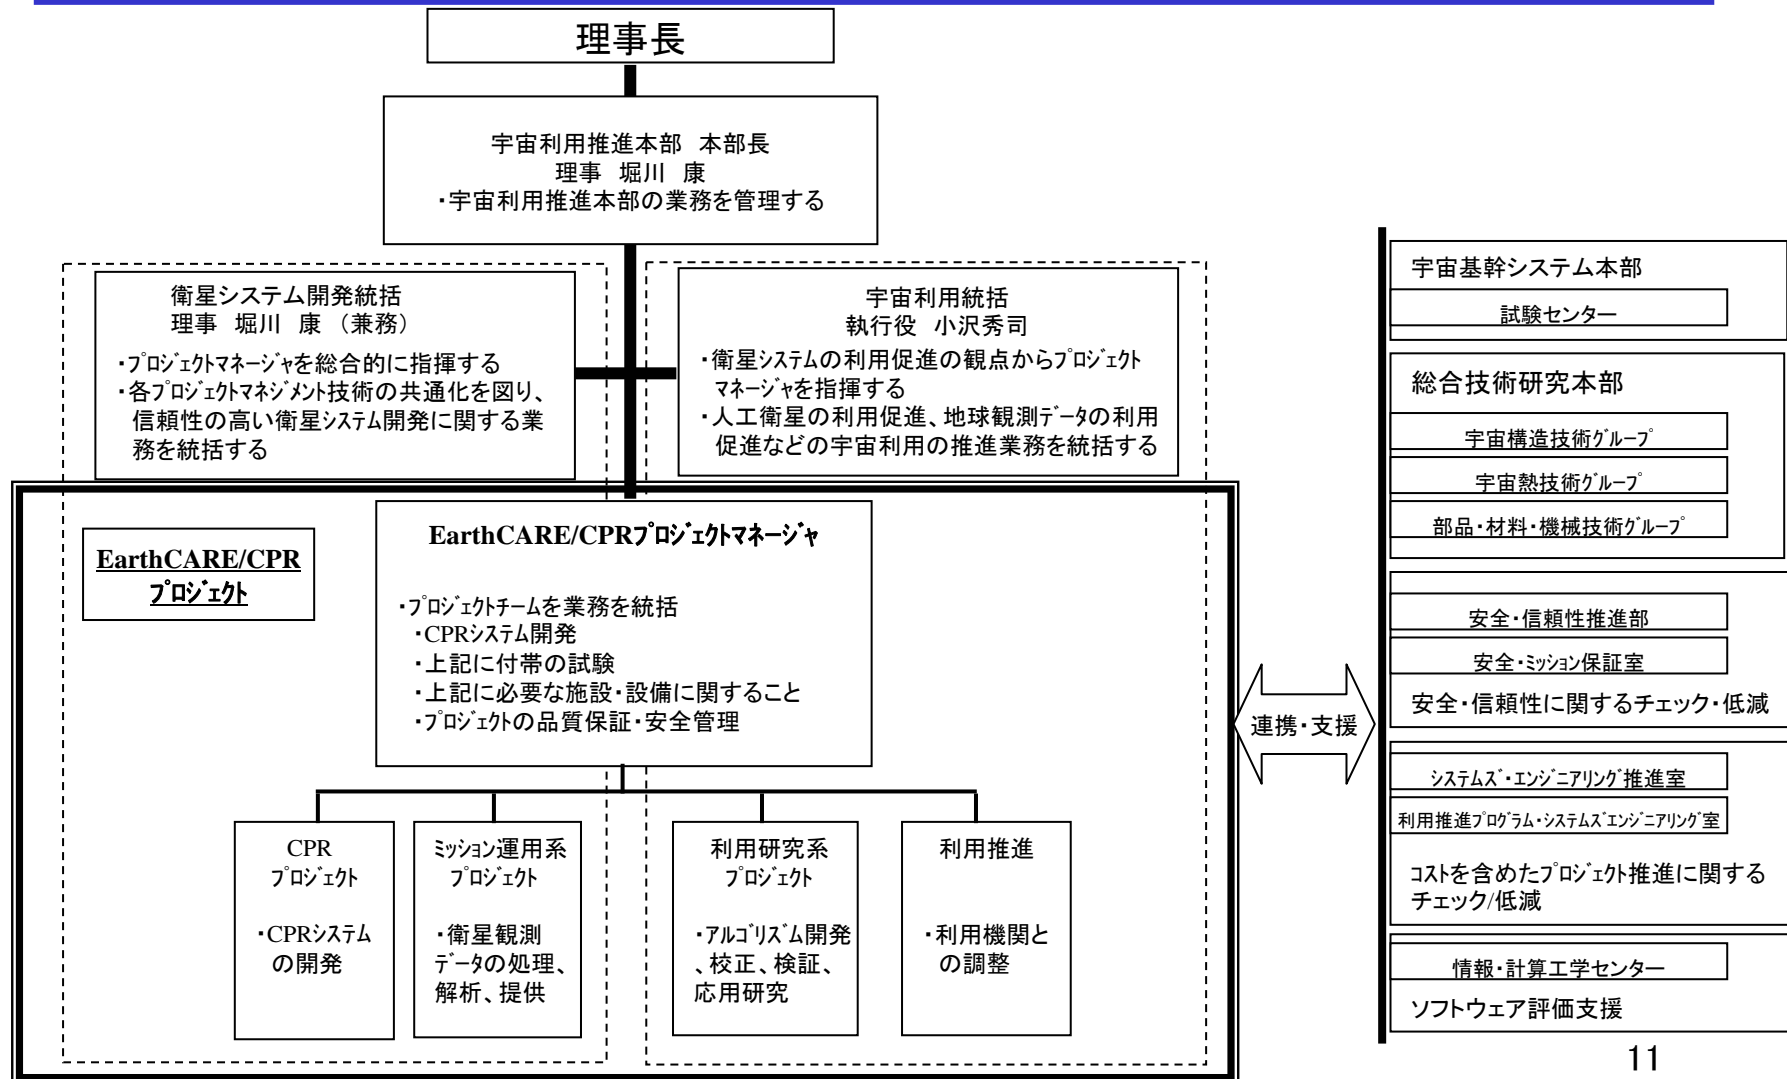 理事長
宇宙利用推進本部 本部長
理事 堀川 康
・宇宙利用推進本部の業務を管理する
衛星システム開発統括
理事 堀川 康 （兼務）
・ﾌﾟﾛｼﾞｪｸﾄマネージャを総合的に指揮する
・各ﾌﾟﾛｼﾞｪｸﾄマネジﾒﾝﾄ技術の共通化を図り、
信頼性の高い衛星ｼｽﾃﾑ開発に関する業
務を統括する
宇宙利用統括
執行役 小沢秀司
・衛星システムの利用促進の観点からﾌﾟﾛｼﾞｪｸﾄ
ﾏﾈｰｼﾞｬを指揮する
・人工衛星の利用促進、地球観測ﾃﾞｰﾀの利用
促進などの宇宙利用の推進業務を統括する
EarthCARE/CPR
ﾌﾟﾛｼﾞｪｸﾄ
EarthCARE/CPRﾌﾟﾛｼﾞｪｸﾄﾏﾈｰｼﾞｬ
・ﾌﾟﾛｼﾞｪｸﾄチームを業務を統括
・CPRｼｽﾃﾑ開発
・上記に付帯の試験
・上記に必要な施設・設備に関すること
・ﾌﾟﾛｼﾞｪｸﾄの品質保証・安全管理
CPR
ﾌﾟﾛｼﾞｪｸﾄ
・CPRｼｽﾃﾑ
の開発
ﾐｯｼｮﾝ運用系
ﾌﾟﾛｼﾞｪｸﾄ
・衛星観測
ﾃﾞｰﾀの処理、
解析、提供
利用研究系
ﾌﾟﾛｼﾞｪｸﾄ
・ｱﾙｺﾞﾘｽﾞﾑ開発
、校正、検証、
応用研究
利用推進
・利用機関と
の調整
連携・支援
宇宙基幹システム本部
試験センター
総合技術研究本部
宇宙構造技術ｸﾞﾙｰﾌﾟ
宇宙熱技術ｸﾞﾙｰﾌﾟ
部品・材料・機械技術ｸﾞﾙｰﾌﾟ
安全・信頼性推進部
安全・ﾐｯｼｮﾝ保証室
安全・信頼性に関するチェック・低減
ｼｽﾃﾑｽﾞ・ｴﾝｼﾞﾆｱﾘﾝｸﾞ推進室
利用推進ﾌﾟﾛｸﾞﾗﾑ・ｼｽﾃﾑｽﾞｴﾝｼﾞﾆｱﾘﾝｸﾞ室
ｺｽﾄを含めたﾌﾟﾛｼﾞｪｸﾄ推進に関する
チェック/低減
情報・計算工学センター
ソフトウェア評価支援
11